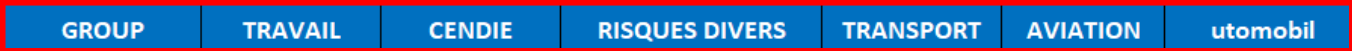 GROUP TRAVAIL CENDIE RISQUES DIVERS TRANSPORT AVIATION utomobil